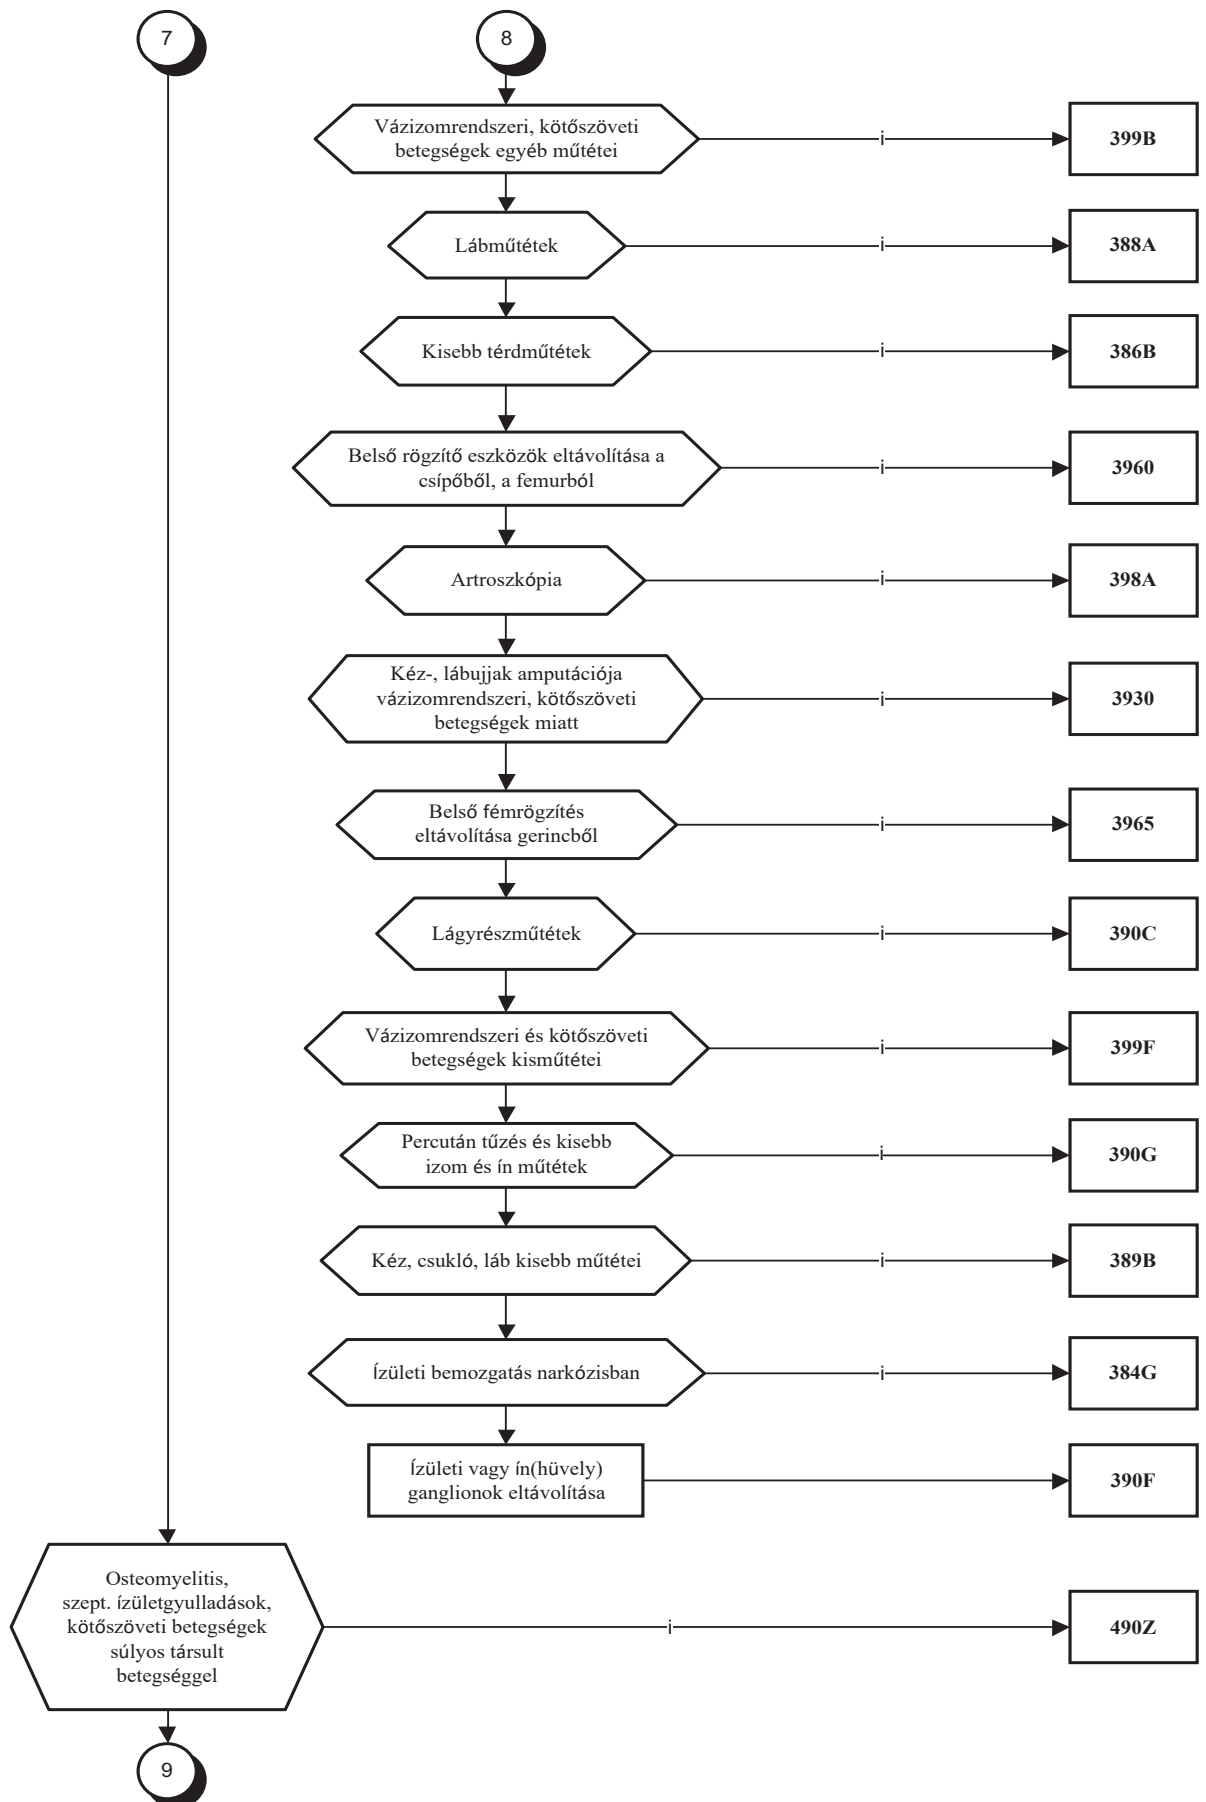 7
8
Vázizomrendszeri, kötőszöveti
betegségek egyéb műtétei
i
399B
Lábműtétek
i
388A
Kisebb térdműtétek
i
386B
Belső rögzítő eszközök eltávolítása a
csípőből, a femurból
i
3960
Artroszkópia
i
398A
Kéz-, lábujjak amputációja
vázizomrendszeri, kötőszöveti
betegségek miatt
i
3930
Belső fémrögzítés
eltávolítása gerincből
i
3965
Lágyrészműtétek
i
390C
Vázizomrendszeri és kötőszöveti
betegségek kisműtétei
i
399F
Percután tűzés és kisebb
izom és ín műtétek
i
390G
Kéz, csukló, láb kisebb műtétei
i
389B
Ízületi bemozgatás narkózisban
i
384G
Ízületi vagy ín(hüvely)
ganglionok eltávolítása
390F
Osteomyelitis,
szept. ízületgyulladások,
kötőszöveti betegségek
súlyos társult
betegséggel
i
490Z
9